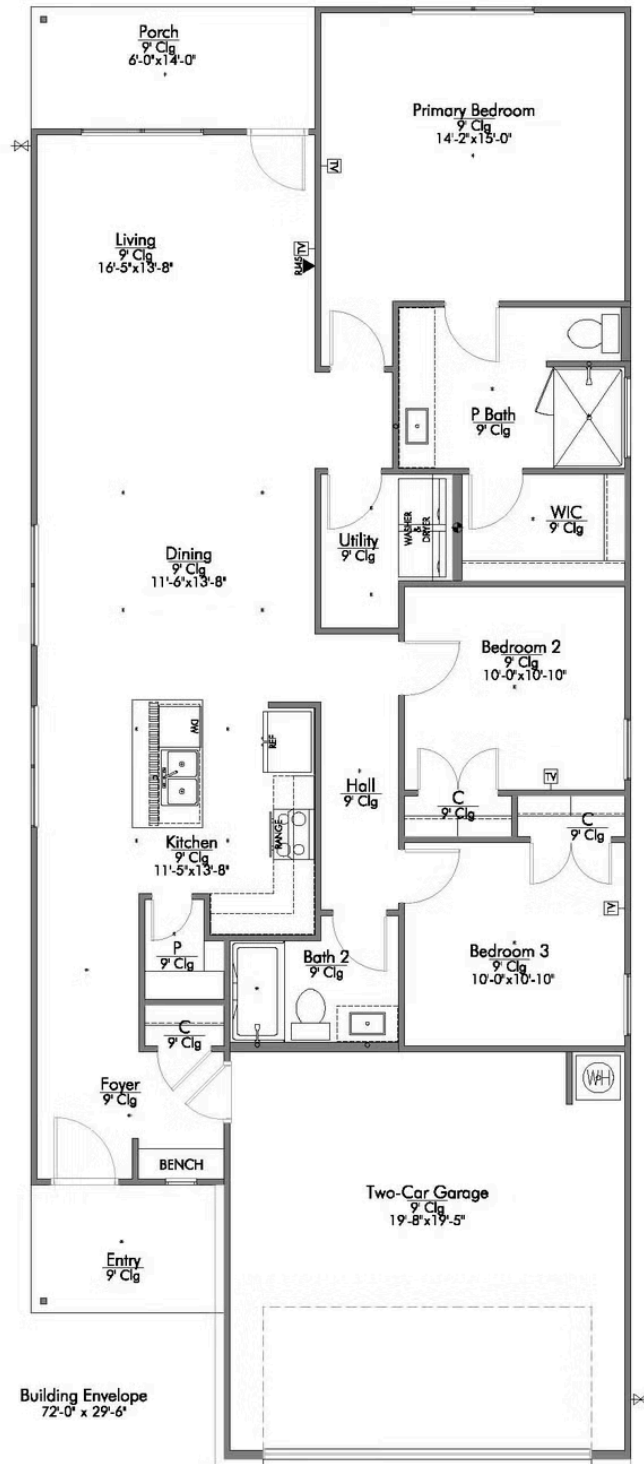 Porch
9' Clg
6'-0"x14'-0"
Primary Bedroom
9' Clg
14'-2"x15'-0"
TV
Living
9' Clg
16'-5"x13'-8"
TV
RJ45
P Bath
9' Clg
WIC
9' Clg
Utility
9' Clg
WASHER
&
DRYER
Dining
9' Clg
11'-6"x13'-8"
Bedroom 2
9' Clg
10'-0"x10'-10"
TV
DW
REF
Hall
9' Clg
C
9' Clg
C
9' Clg
Kitchen
9' Clg
11'-5"x13'-8"
RANGE
TV
P
9' Clg
Bath 2
9' Clg
Bedroom 3
9' Clg
10'-0"x10'-10"
C
9' Clg
Foyer
9' Clg
WH
BENCH
Two-Car Garage
9' Clg
19'-8"x19'-5"
Entry
9' Clg
Building Envelope
72'-0" x 29'-6"